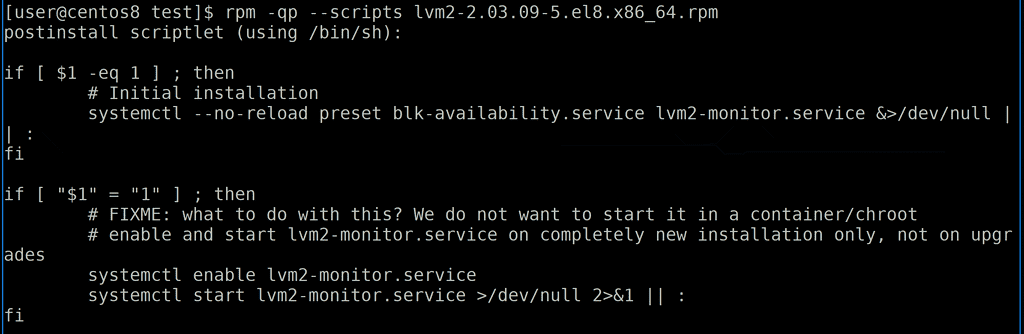 [user@centos8 test]$ rpm -qp --scripts lvm2-2.03.09-5.el8.x86_64.rpm
postinstall scriptlet (using /bin/sh):

if [ $1 -eq 1 ] ; then
        # Initial installation
        systemctl --no-reload preset blk-availability.service lvm2-monitor.service &>/dev/null |
| :
fi

if [ "$1" = "1" ] ; then
        # FIXME: what to do with this? We do not want to start it in a container/chroot
        # enable and start lvm2-monitor.service on completely new installation only, not on upgr
ades
        systemctl enable lvm2-monitor.service
        systemctl start lvm2-monitor.service >/dev/null 2>&1 || :
fi